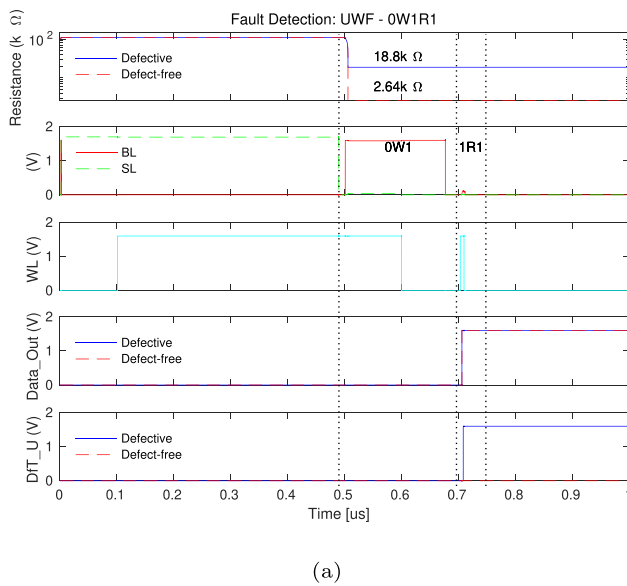 Fault Detection: UWF - 0W1R1
Resistance (k Ω)
10^2
Defective
Defect-free
18.8k Ω
2.64k Ω
(V)
2
1
0
BL
SL
0W1
1R1
WL (V)
2
1
0
Data_Out (V)
2
1
0
Defective
Defect-free
DfT_U (V)
2
1
0
Defective
Defect-free
0 0.1 0.2 0.3 0.4 0.5 0.6 0.7 0.8 0.9
Time [us]
(a)